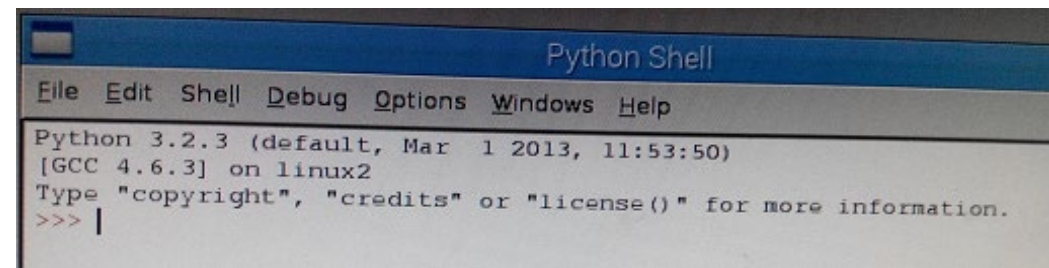 Python Shell
File Edit Shell Debug Options Windows Help
Python 3.2.3 (default, Mar  1 2013, 11:53:50)
[GCC 4.6.3] on linux2
Type "copyright", "credits" or "license()" for more information.
>>>